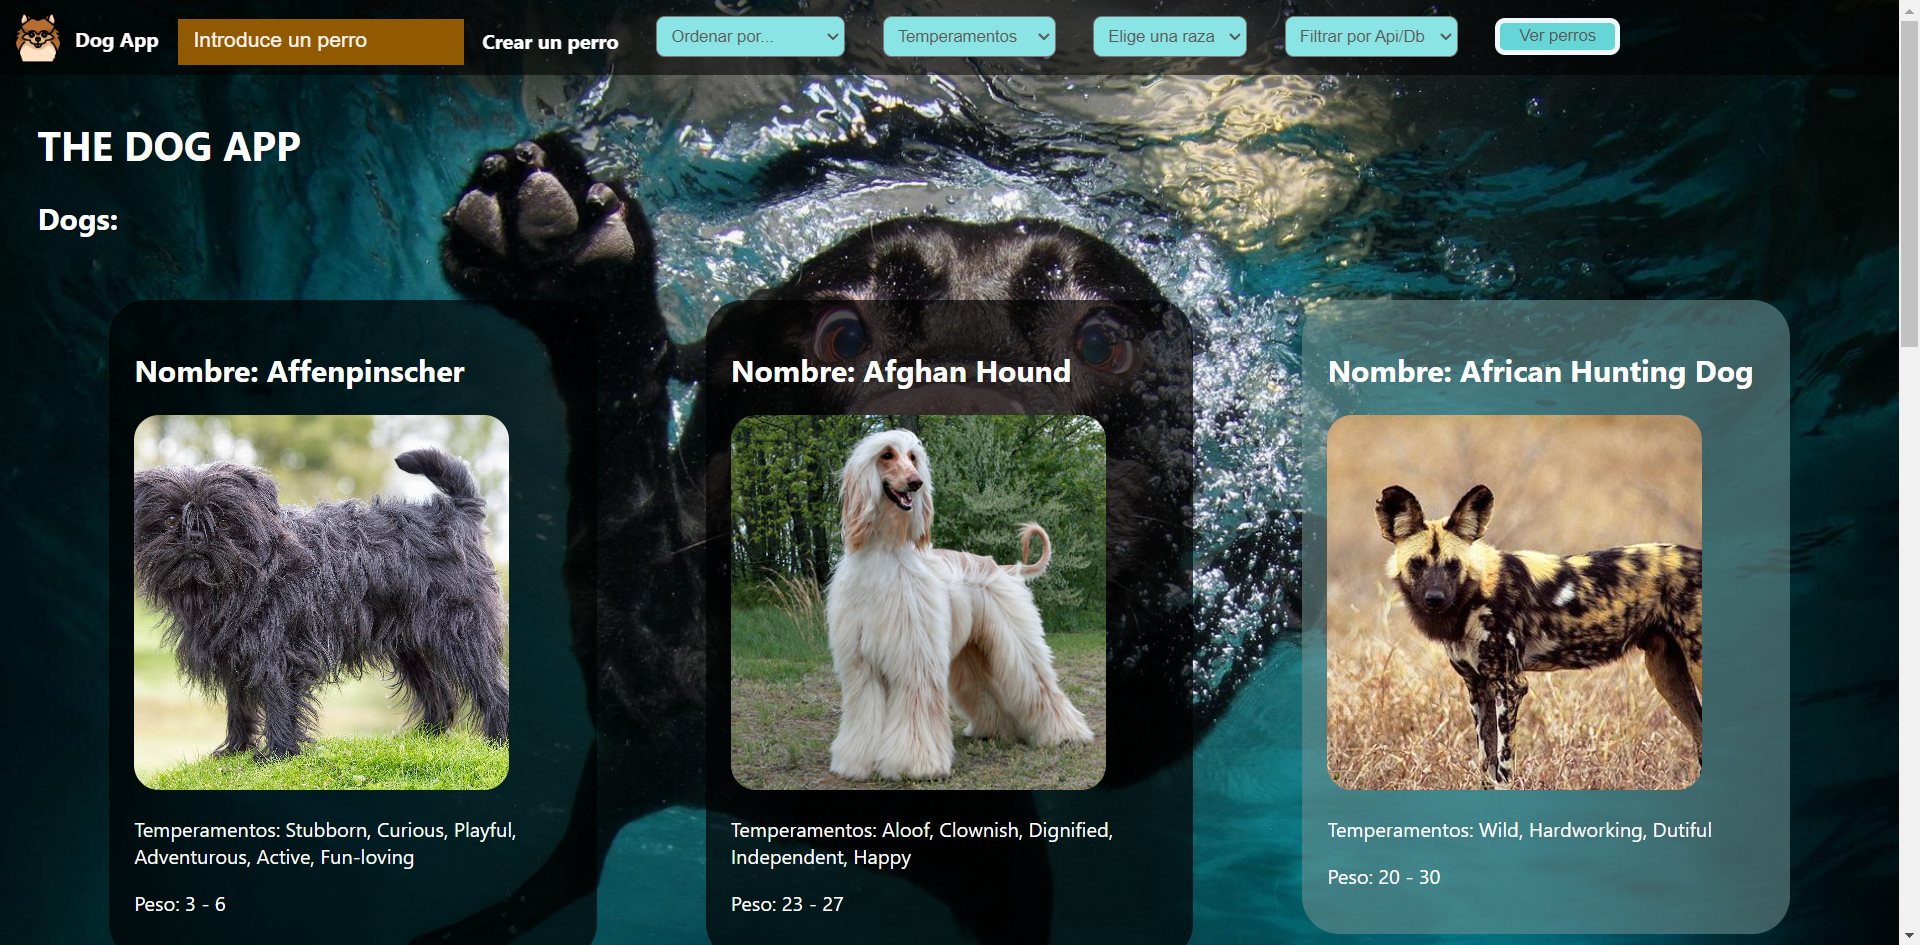 Dog App
Introduce un perro
Crear un perro
Ordenar por...
Temperamentos
Elige una raza
Filtrar por Api/Db
Ver perros
THE DOG APP
Dogs:
Nombre: Affenpinscher
Temperamentos: Stubborn, Curious, Playful,
Adventurous, Active, Fun-loving
Peso: 3 - 6
Nombre: Afghan Hound
Temperamentos: Aloof, Clownish, Dignified,
Independent, Happy
Peso: 23 - 27
Nombre: African Hunting Dog
Temperamentos: Wild, Hardworking, Dutiful
Peso: 20 - 30